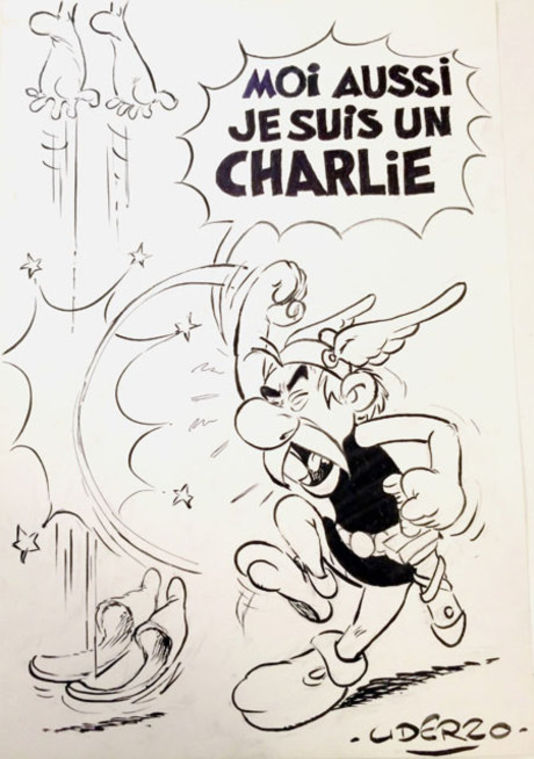 MOi AUSSi
JE SUiS UN
CHARLiE
- UDERZO -